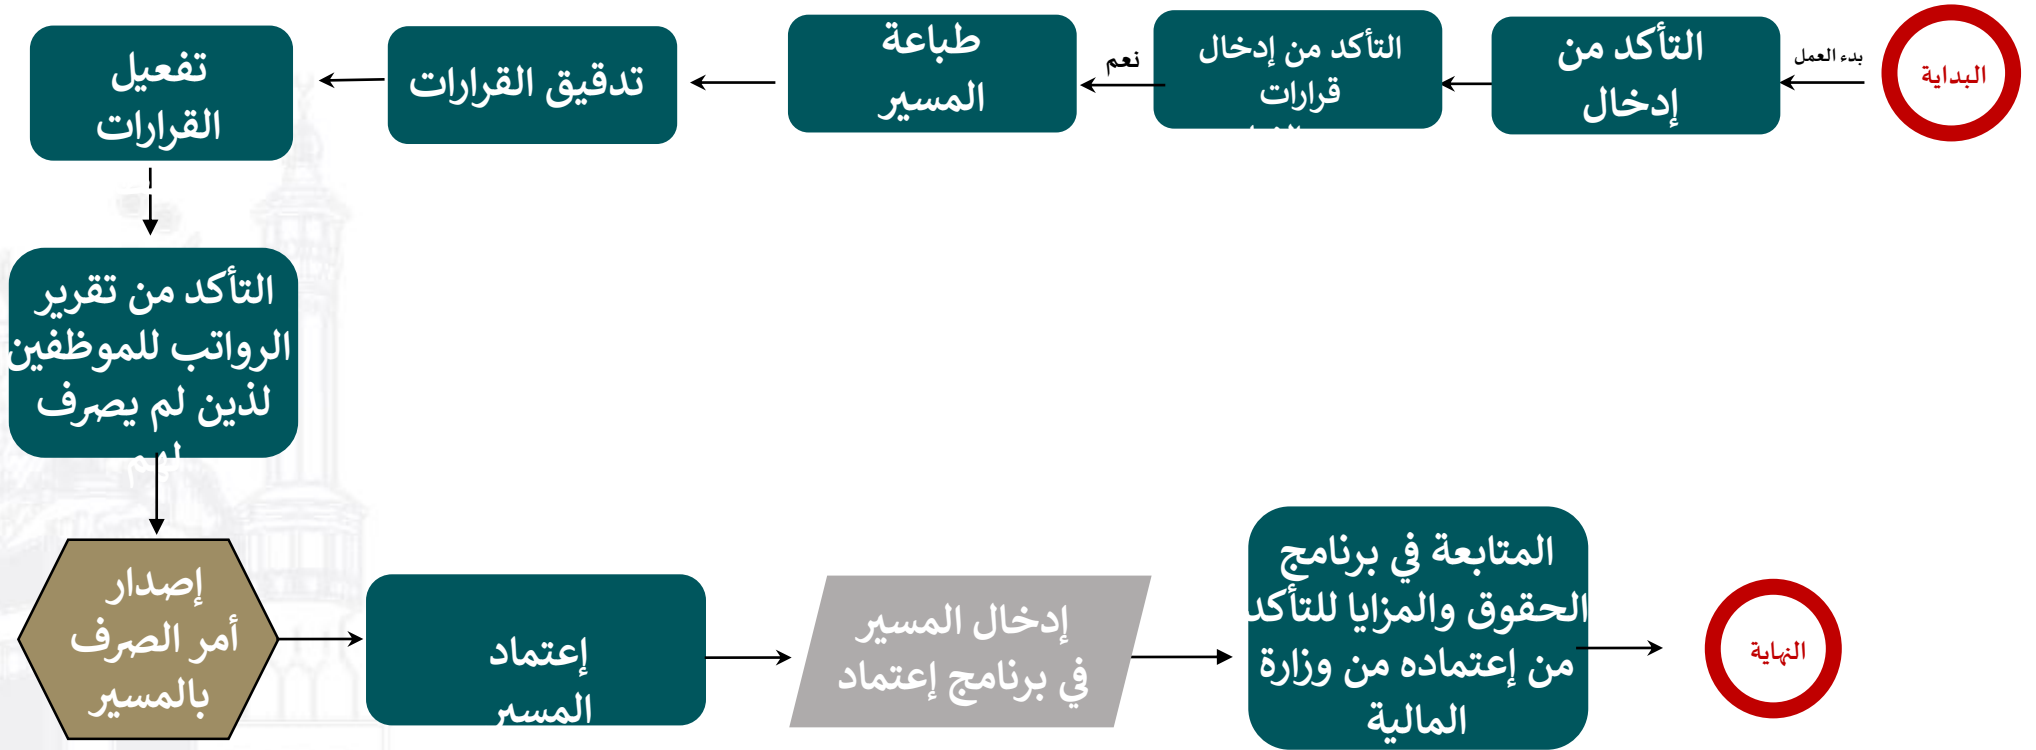 البداية
بدء العمل
التأكد من
إدخال
التأكد من إدخال
قرارات
نعم
طباعة
المسير
تدقيق القرارات
تفعيل
القرارات
التأكد من تقرير
الرواتب للموظفين
لذين لم يصرف
لهم
إصدار
أمر الصرف
بالمسير
إعتماد
المسير
إدخال المسير
في برنامج إعتماد
المتابعة في برنامج
الحقوق والمزايا للتأكد
من إعتماده من وزارة
المالية
النهاية